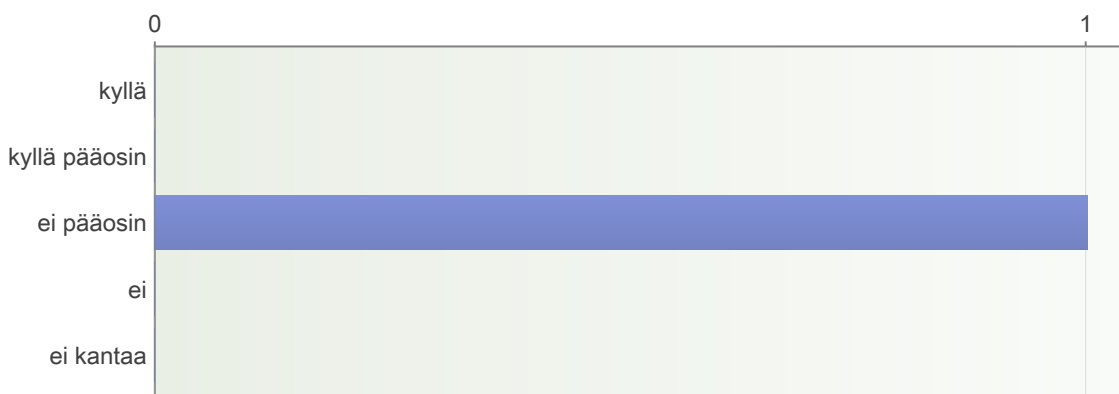 0 1
kyllä
kyllä pääosin
ei pääosin
ei
ei kantaa